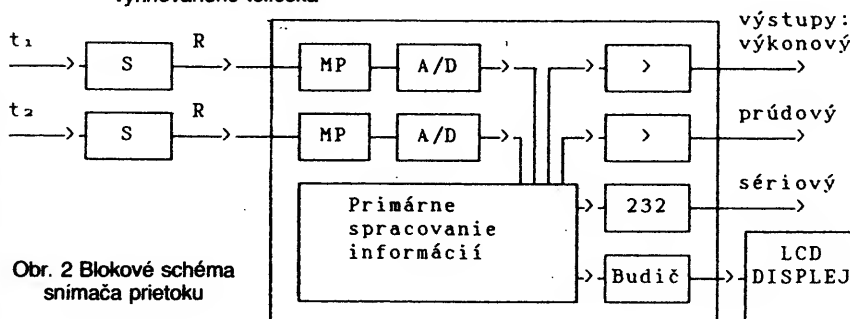 výstupy:
t₁ R výkonový
S MP A/D >
t₂ R prúdový
S MP A/D >
sériový
Primárne
spracovanie
informácií
232
Budič
LCD
DISPLEJ
Obr. 2 Blokové schéma
snímača prietoku